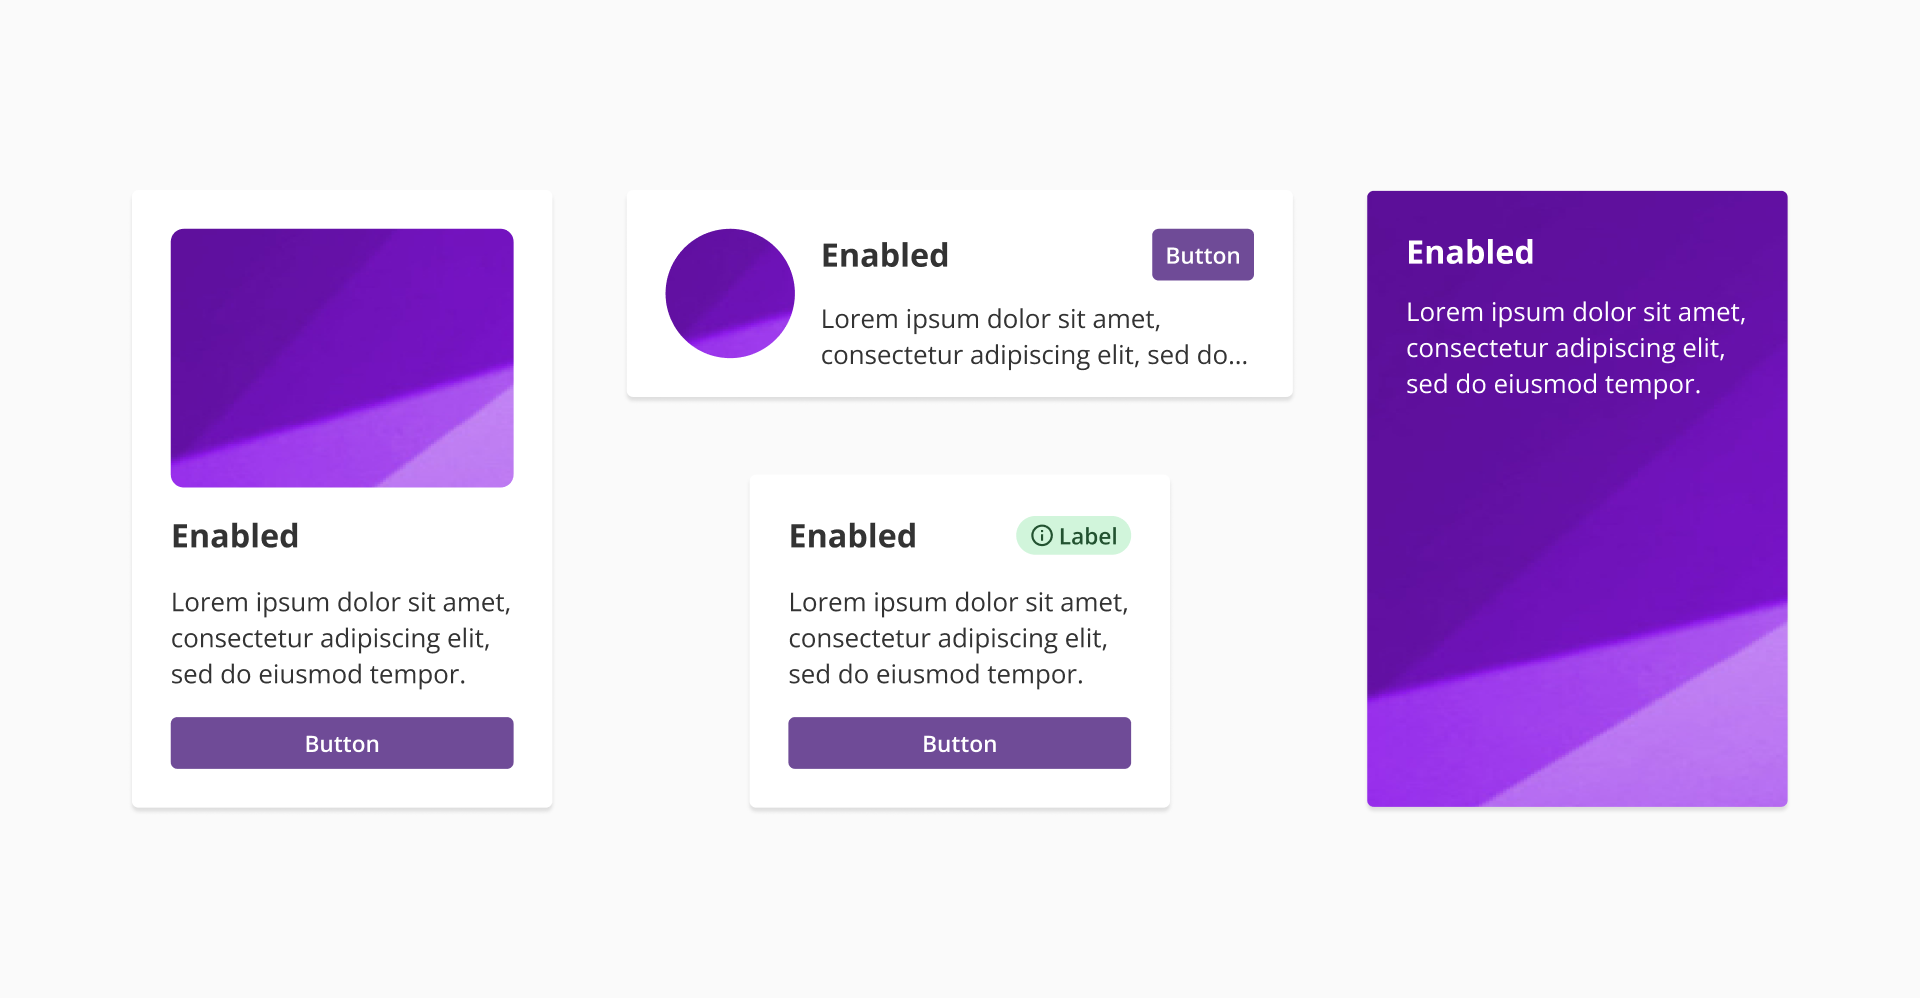 Enabled
Lorem ipsum dolor sit amet,
consectetur adipiscing elit,
sed do eiusmod tempor.
Button
Enabled
Button
Lorem ipsum dolor sit amet,
consectetur adipiscing elit, sed do...
Enabled
Label
Lorem ipsum dolor sit amet,
consectetur adipiscing elit,
sed do eiusmod tempor.
Button
Enabled
Lorem ipsum dolor sit amet,
consectetur adipiscing elit,
sed do eiusmod tempor.